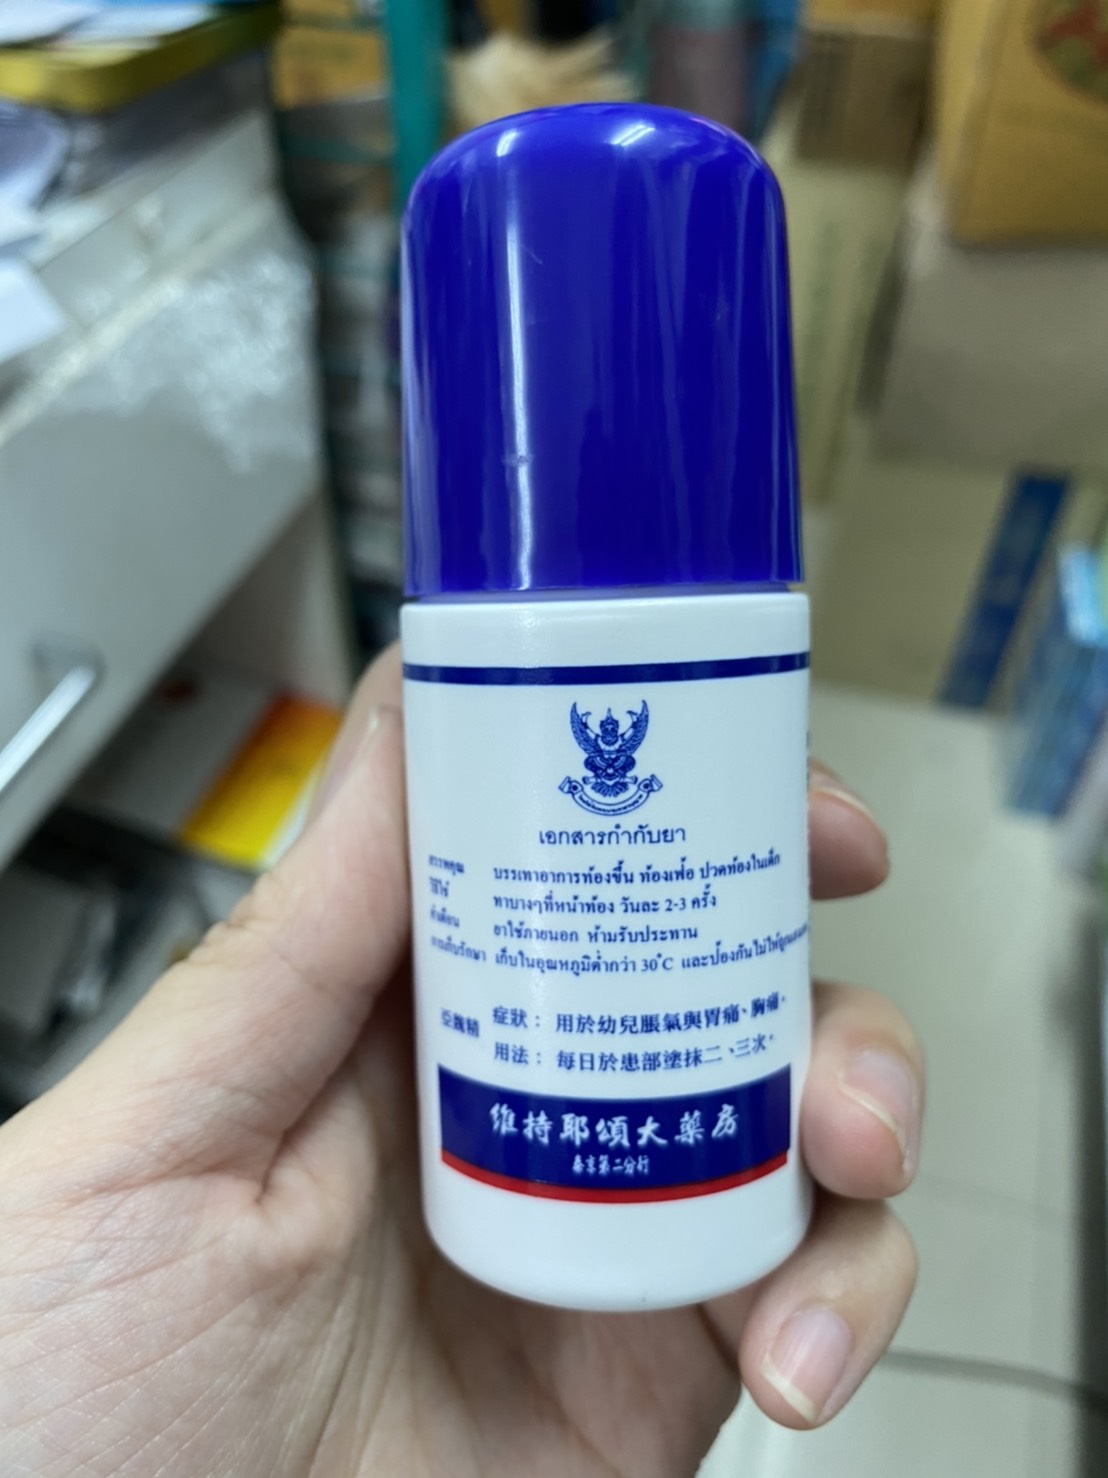 เอกสารกำกับยา
สรรพคุณ บรรเทาอาการท้องขึ้น ท้องเฟ้อ ปวดท้องในเด็ก
วิธีใช้ ทาบางๆที่หน้าท้อง วันละ 2-3 ครั้ง
คำเตือน ยาใช้ภายนอก ห้ามรับประทาน
การเก็บรักษา เก็บในอุณหภูมิต่ำกว่า 30°C และป้องกันไม่ให้
症狀： 用於幼兒脹氣與胃痛、胸痛。
用法： 每日於患部塗抹二、三次。
維持耶頌大藥房
泰京第二分行